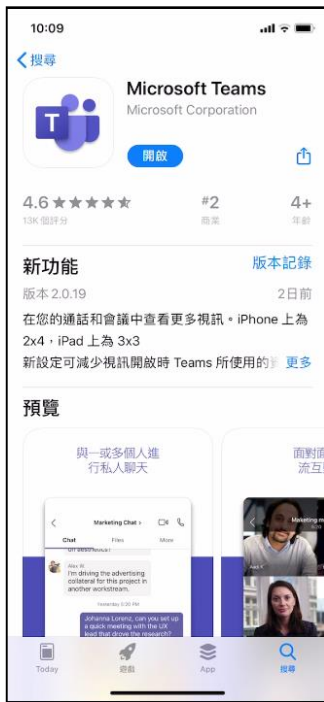 10:09
搜尋
Microsoft Teams
Microsoft Corporation
T
開啟
4.6
#2
4+
13K 個評分
商業
年齡
新功能
版本記錄
版本 2.0.19
2日前
在您的通話和會議中查看更多視訊。iPhone 上為
2x4，iPad 上為 3x3
新設定可減少視訊開啟時 Teams 所使用的
更多
預覽
與一或多個人進
行私人聊天
面對面
流互
Marketing Chat ›
Chat
Files
More
Alex W
I'm driving the advertising
collateral for this project in
another workstream.
Yesterday
PM
Johanna Lorenz, can you set up
a quick meeting with the UX
lead that drove the research?
Today
遊戲
App
搜尋